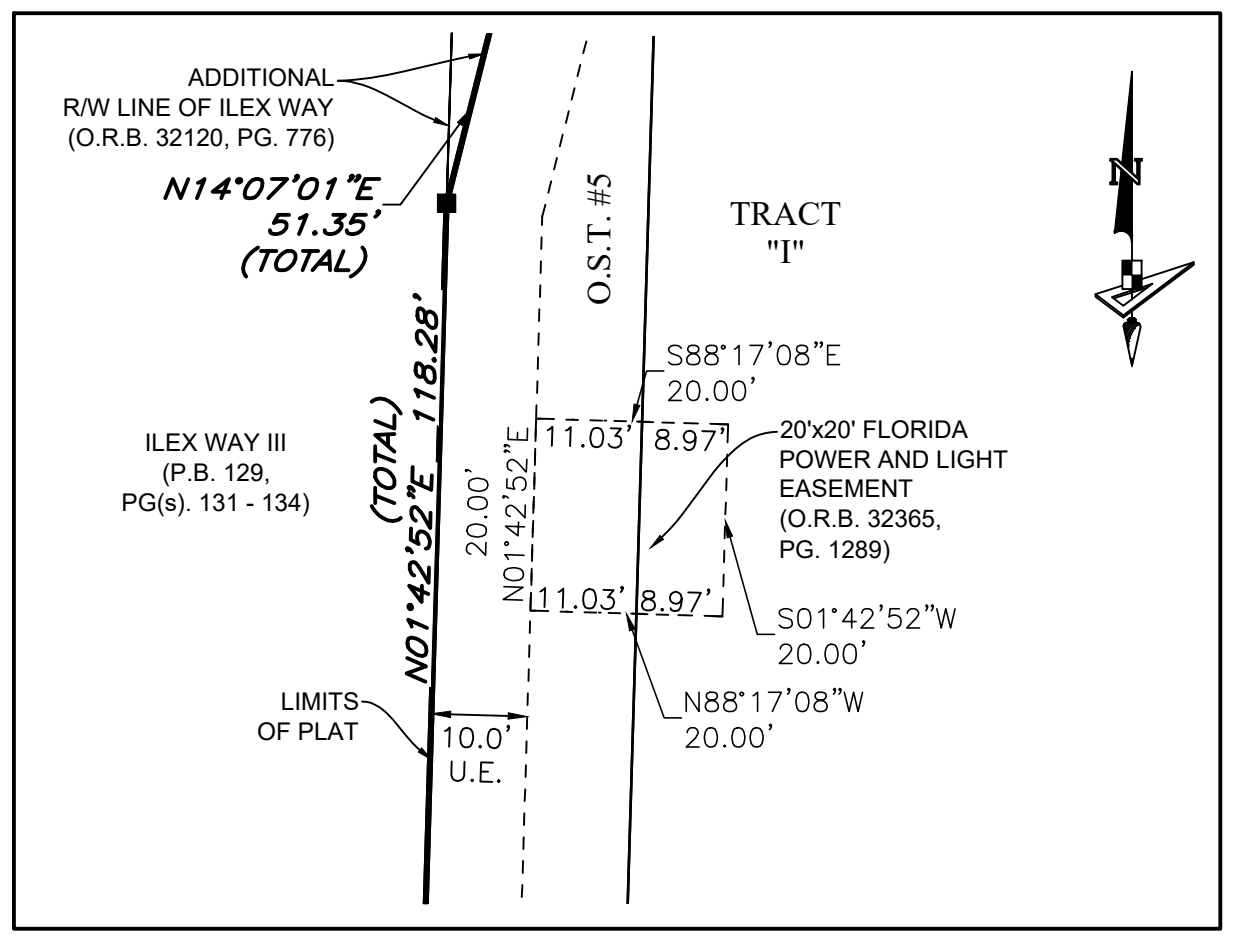 ADDITIONAL
R/W LINE OF ILEX WAY
(O.R.B. 32120, PG. 776)
N14°07'01"E
51.35'
(TOTAL)
O.S.T. #5
TRACT
"I"
N
N01°42'52"E 118.28'
(TOTAL)
S88°17'08"E
20.00'
ILEX WAY III
(P.B. 129,
PG(s). 131 - 134)
20.00'
N01°42'52"E
11.03' 8.97'
20'x20' FLORIDA
POWER AND LIGHT
EASEMENT
(O.R.B. 32365,
PG. 1289)
11.03' 8.97'
S01°42'52"W
20.00'
N88°17'08"W
20.00'
LIMITS
OF PLAT
10.0'
U.E.